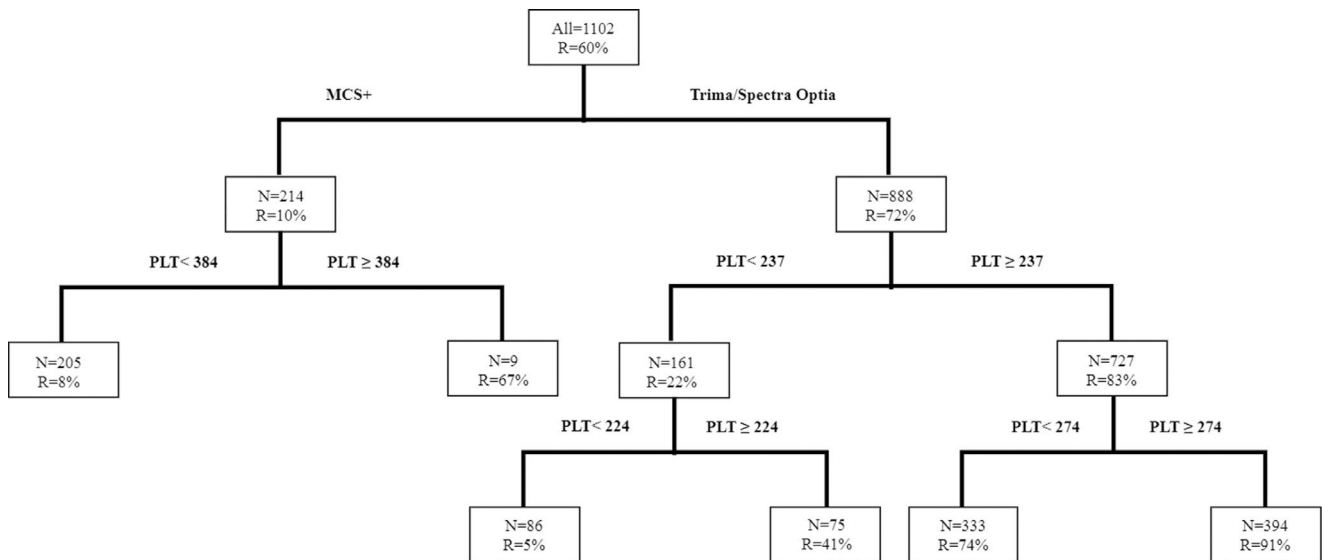 All=1102
R=60%
MCS+
Trima/Spectra Optia
N=214
R=10%
N=888
R=72%
PLT< 384
PLT ≥ 384
PLT< 237
PLT ≥ 237
N=205
R=8%
N=9
R=67%
N=161
R=22%
N=727
R=83%
PLT< 224
PLT ≥ 224
PLT< 274
PLT ≥ 274
N=86
R=5%
N=75
R=41%
N=333
R=74%
N=394
R=91%